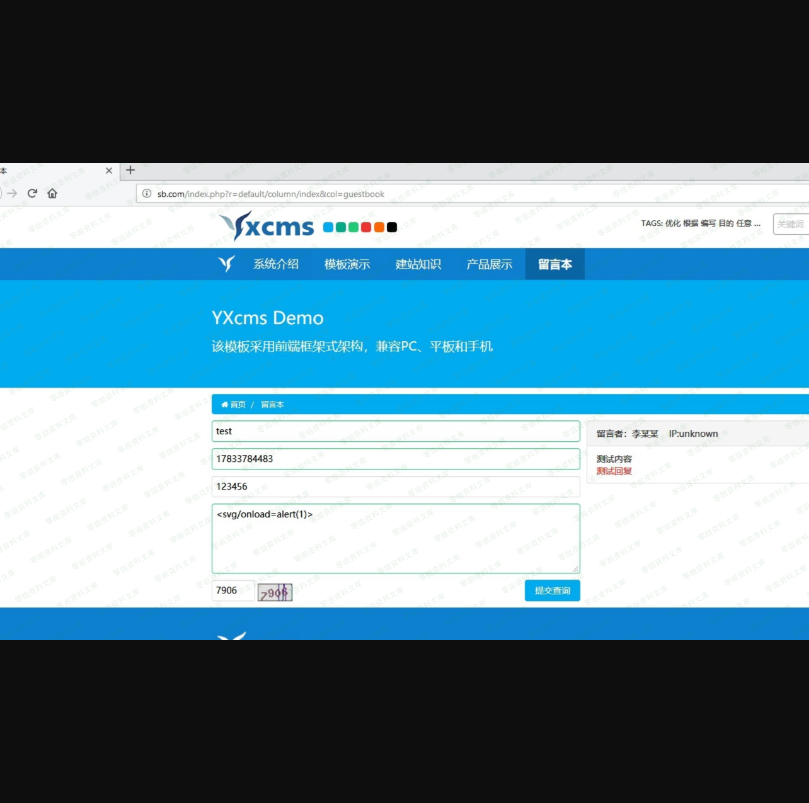 本
sb.com/index.php?r=default/column/index&col=guestbook
Yxcms
TAGS: 优化 根据 编写 目的 任意 ...
关键词
系统介绍 模板演示 建站知识 产品展示 留言本
YXcms Demo
该模板采用前端框架式架构，兼容PC、平板和手机
首页 / 留言本
test
留言者：李某某 IP:unknown
17833784483
测试内容
测试回复
123456
<svg/onload=alert(1)>
7906
7906
提交查询